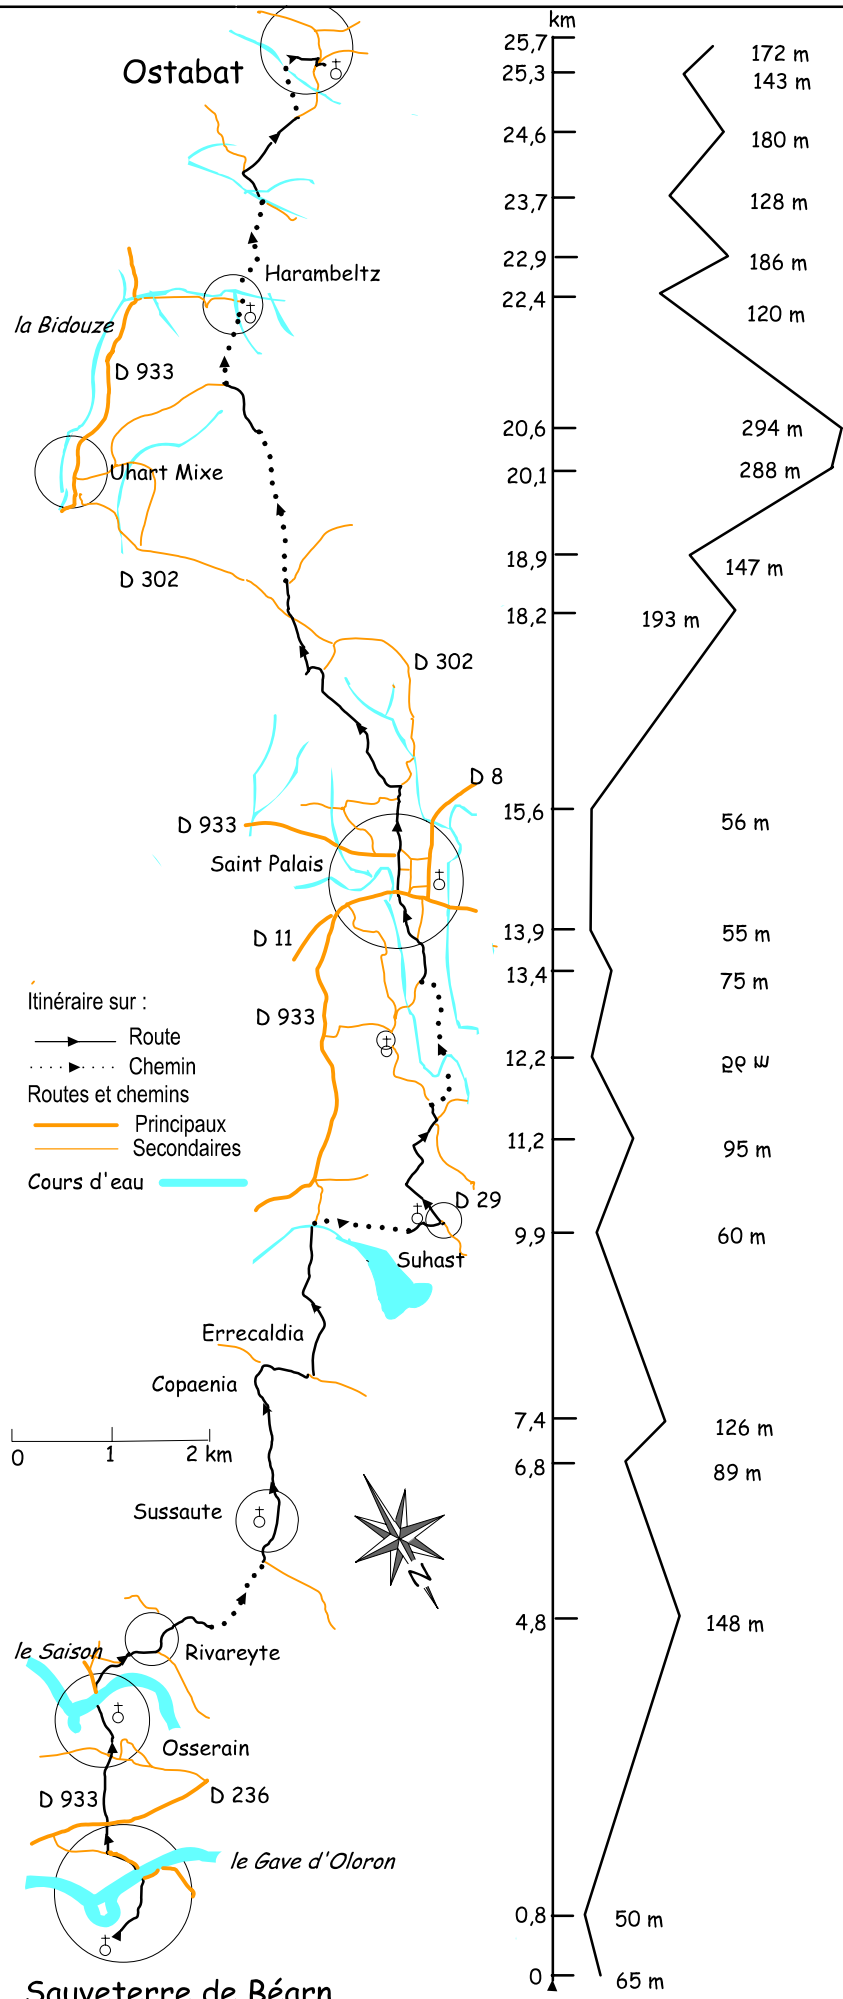 km
25,7
172 m
Ostabat
25,3
143 m
24,6
180 m
23,7
128 m
22,9
186 m
Harambeltz
22,4
120 m
la Bidouze
D 933
20,6
294 m
Uhart Mixe
20,1
288 m
18,9
147 m
D 302
18,2
193 m
D 302
D 8
15,6
56 m
D 933
Saint Palais
13,9
55 m
D 11
13,4
75 m
Itinéraire sur :
D 933
Route
Chemin
12,2
59 m
Routes et chemins
Principaux
11,2
95 m
Secondaires
Cours d'eau
D 29
9,9
60 m
Suhast
Errecaldia
Copaenia
7,4
126 m
0 1 2 km
6,8
89 m
Sussaute
N
4,8
148 m
le Saison
Rivareyte
Osserain
D 933
D 236
le Gave d'Oloron
0,8
50 m
0
65 m
Sauveterre de Béarn